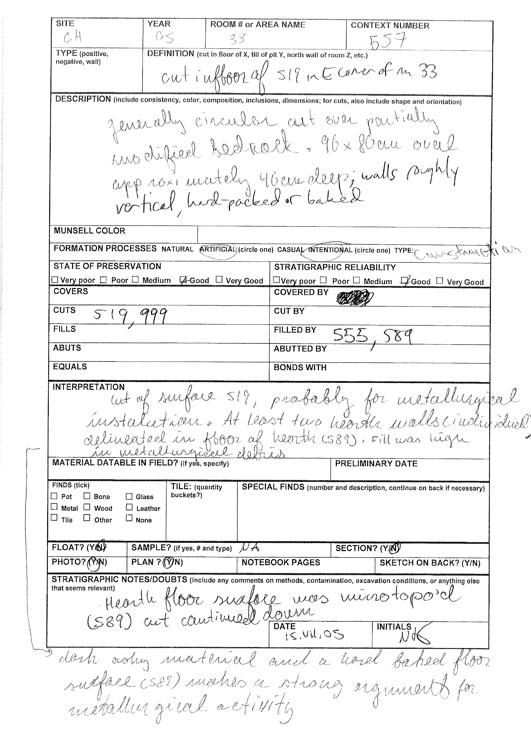 SITE YEAR ROOM # or AREA NAME CONTEXT NUMBER
CH 05 33 557
TYPE (positive, negative, wall) DEFINITION (cut in floor of X, fill of pit Y, north wall of room Z, etc.)
cut in floor of 519 in E corner of rm 33
DESCRIPTION (include consistency, color, composition, inclusions, dimensions; for cuts, also include shape and orientation)
generally circular cut over partially
modified bedrock. 90 x 80cm oval
approximately 40cm deep; walls roughly
vertical, hard-packed or baked
MUNSELL COLOR
FORMATION PROCESSES NATURAL ARTIFICIAL (circle one) CASUAL INTENTIONAL (circle one) TYPE: Construction
STATE OF PRESERVATION STRATIGRAPHIC RELIABILITY
Very poor Poor Medium Good Very Good Very poor Poor Medium Good Very Good
COVERS COVERED BY
CUTS 519, 999 CUT BY
FILLS FILLED BY 555, 589
ABUTS ABUTTED BY
EQUALS BONDS WITH
INTERPRETATION
cut of surface 519, probably for metallurgical
installation. At least two hearth walls (individual)
delineated in floor of hearth (589). Fill was high
in metallurgical debris
MATERIAL DATABLE IN FIELD? (if yes, specify) PRELIMINARY DATE
FINDS (tick) TILE: (quantity buckets?) SPECIAL FINDS (number and description, continue on back if necessary)
Pot Bone Glass
Metal Wood Leather
Tile Other None
FLOAT? (Y/N) SAMPLE? (if yes, # and type) NA SECTION? (Y/N)
PHOTO? (Y/N) PLAN ? (Y/N) NOTEBOOK PAGES SKETCH ON BACK? (Y/N)
STRATIGRAPHIC NOTES/DOUBTS (Include any comments on methods, contamination, excavation conditions, or anything else
that seems relevant)
Hearth floor surface was microtopo'd
(589) cut continued down
DATE INITIALS
15.VII.05
dark ashy material and a hard baked floor
surface (589) makes a strong argument for
metallurgical activity